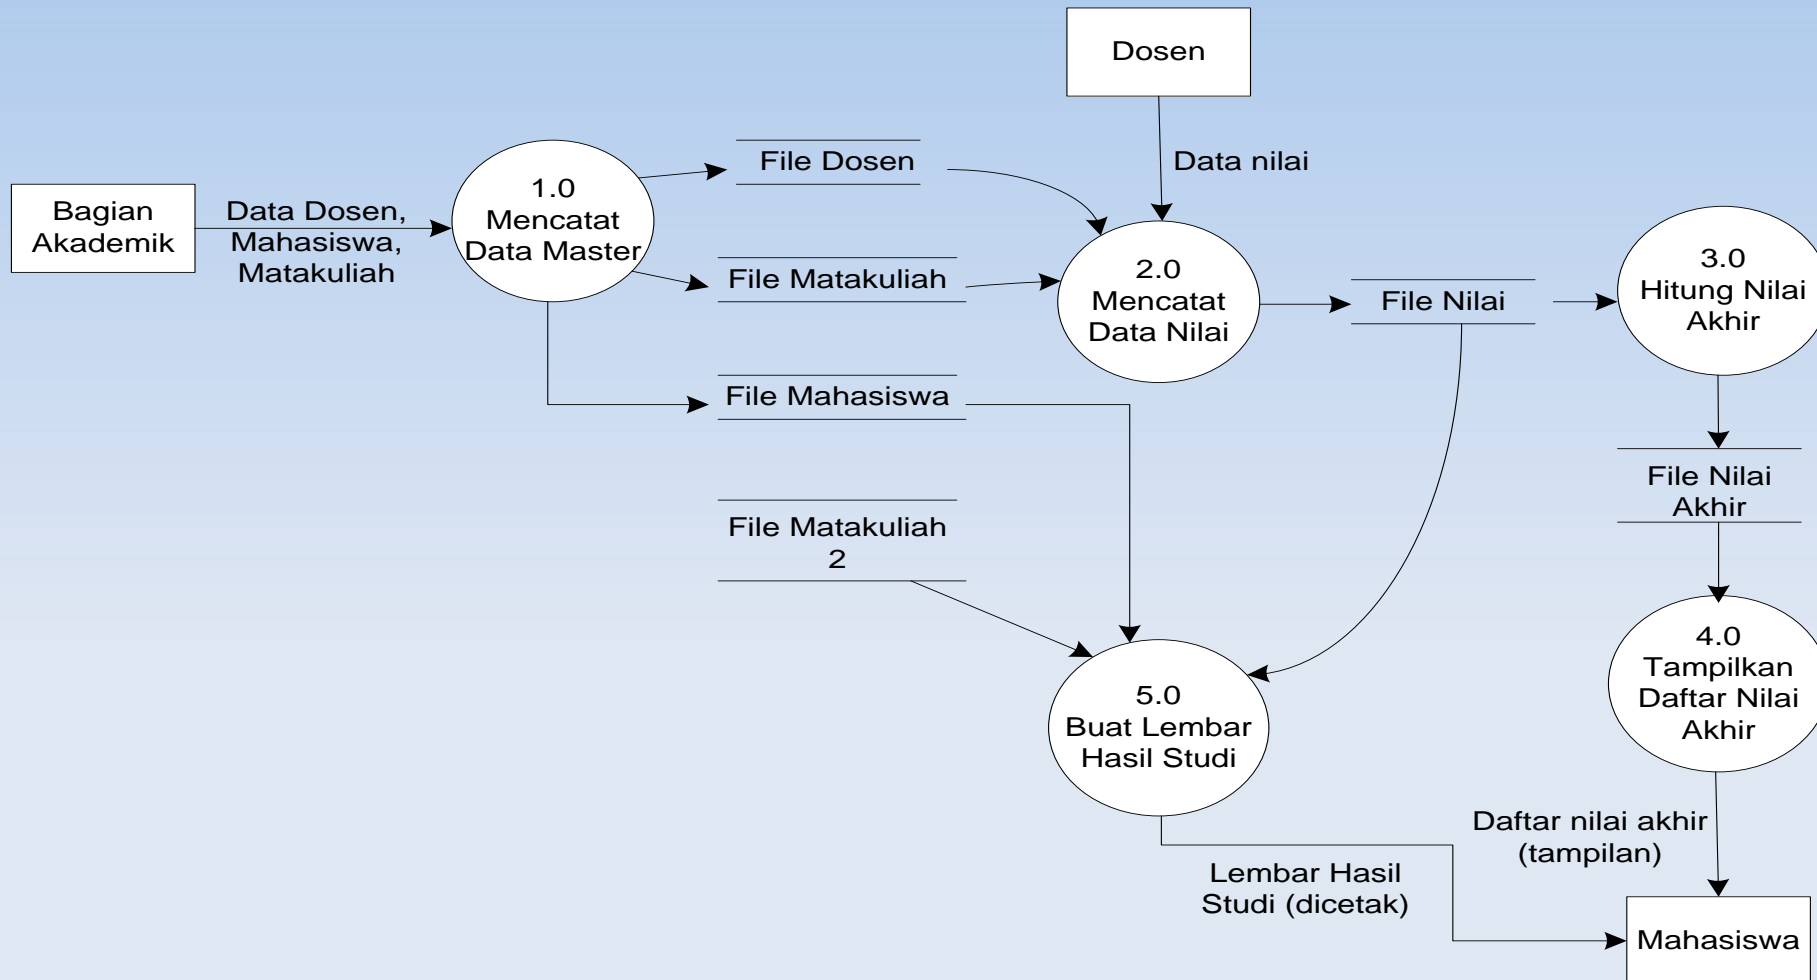 Dosen
Data nilai
Bagian
Akademik
Data Dosen,
Mahasiswa,
Matakuliah
1.0
Mencatat
Data Master
File Dosen
File Matakuliah
File Mahasiswa
File Matakuliah
2
2.0
Mencatat
Data Nilai
File Nilai
3.0
Hitung Nilai
Akhir
File Nilai
Akhir
4.0
Tampilkan
Daftar Nilai
Akhir
5.0
Buat Lembar
Hasil Studi
Daftar nilai akhir
(tampilan)
Lembar Hasil
Studi (dicetak)
Mahasiswa